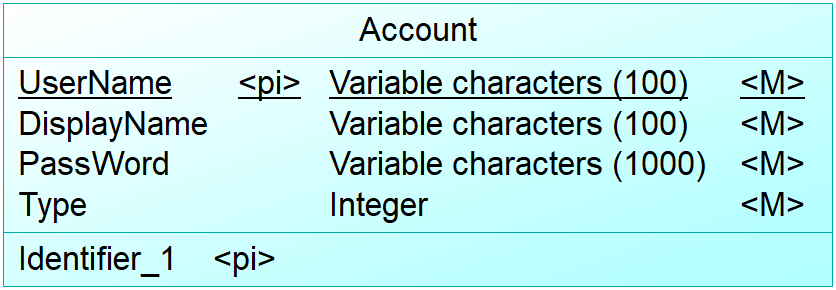 Account
UserName <pi> Variable characters (100) <M>
DisplayName Variable characters (100) <M>
PassWord Variable characters (1000) <M>
Type Integer <M>
Identifier_1 <pi>